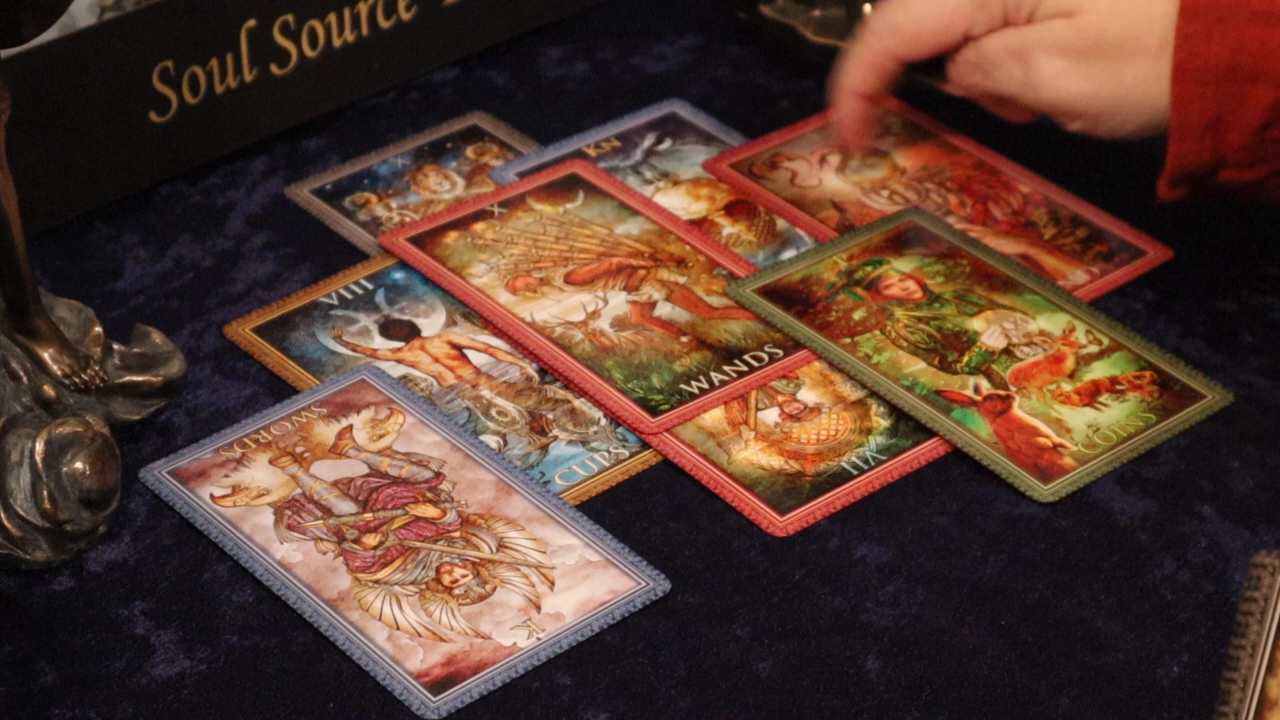 Soul Source
X
KN
X
VIII
WANDS
SWORDS
CUPS
VII
COINS
K